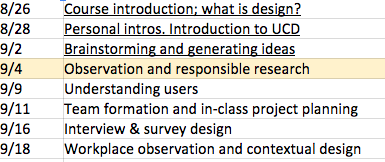 8/26 Course introduction; what is design?
8/28 Personal intros. Introduction to UCD
9/2 Brainstorming and generating ideas
9/4 Observation and responsible research
9/9 Understanding users
9/11 Team formation and in-class project planning
9/16 Interview & survey design
9/18 Workplace observation and contextual design